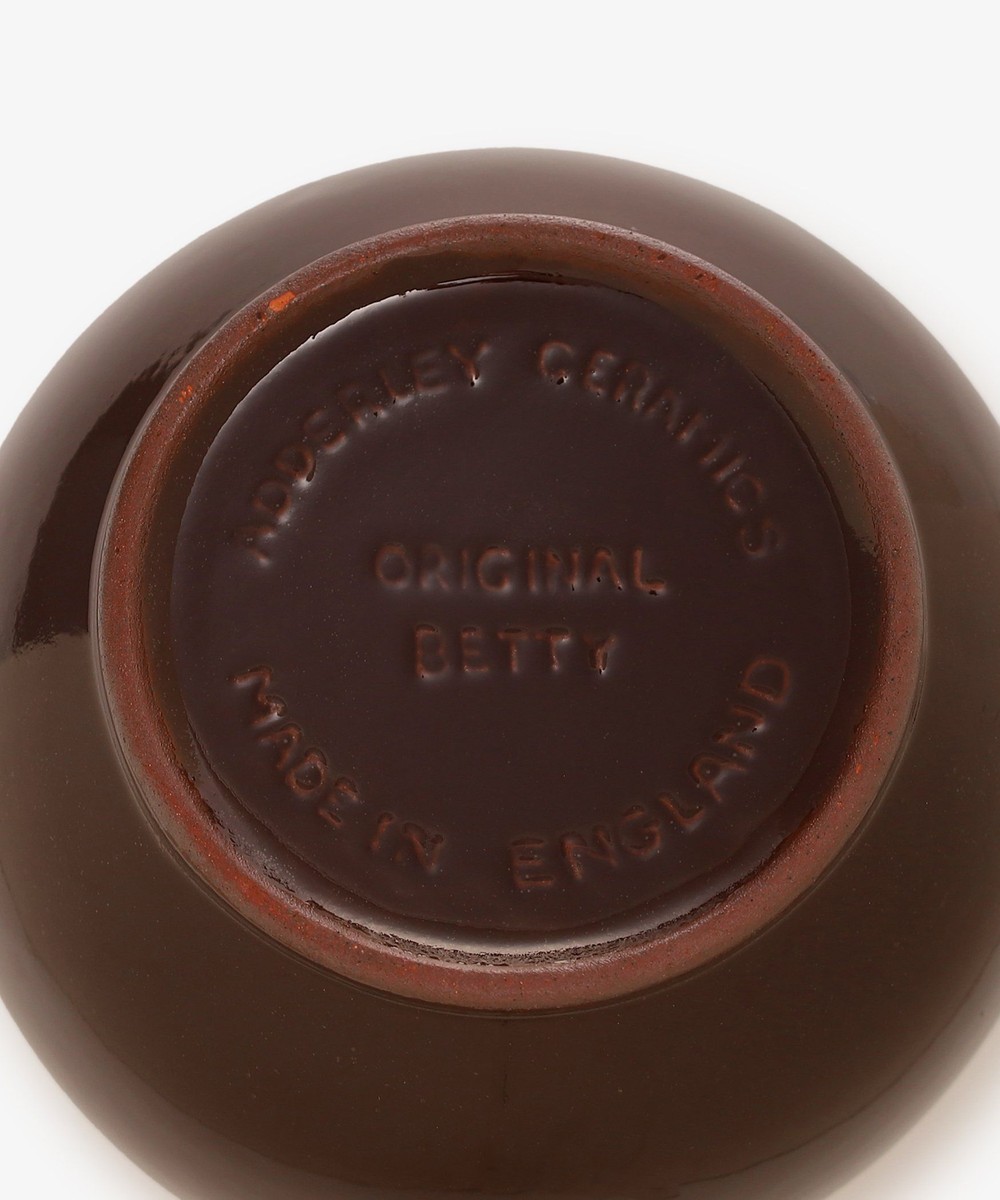 ADDERLEY CERAMICS
ORIGINAL
BETTY
MADE IN ENGLAND